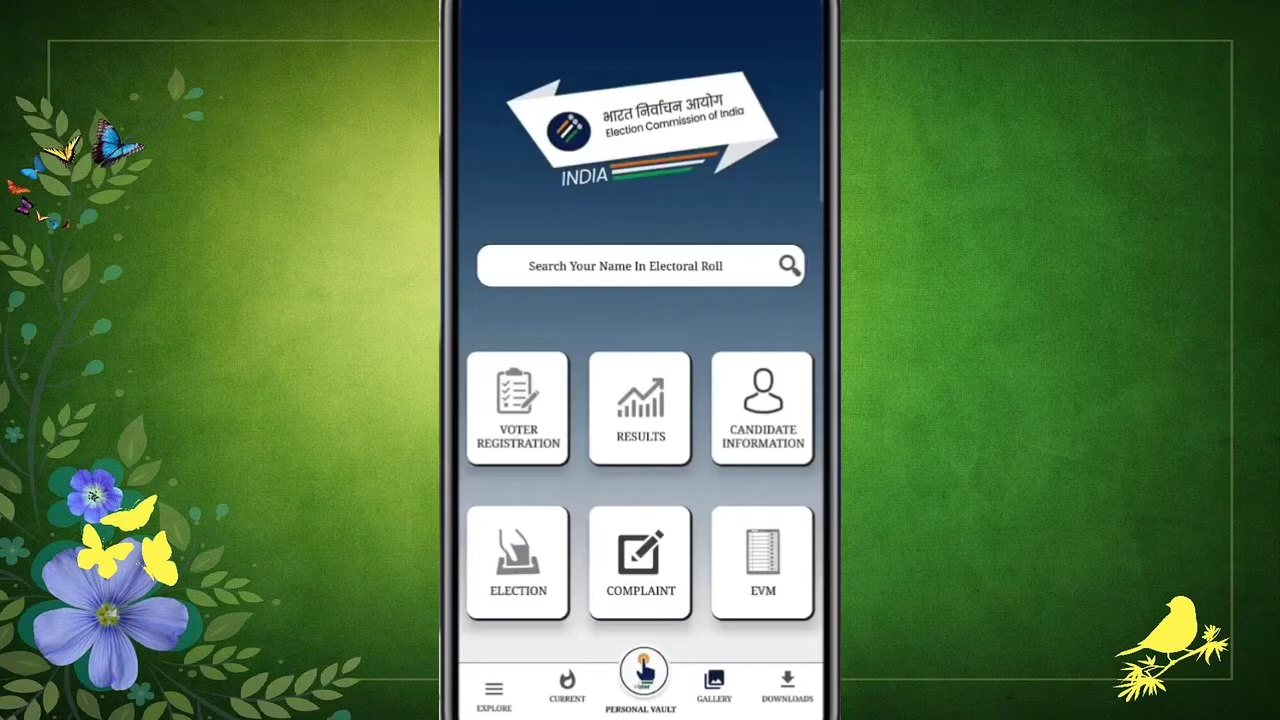 भारत निर्वाचन आयोग
Election Commission of India
INDIA
Search Your Name In Electoral Roll
VOTER
REGISTRATION
RESULTS
CANDIDATE
INFORMATION
ELECTION
COMPLAINT
EVM
EXPLORE
CURRENT
PERSONAL VAULT
GALLERY
DOWNLOADS